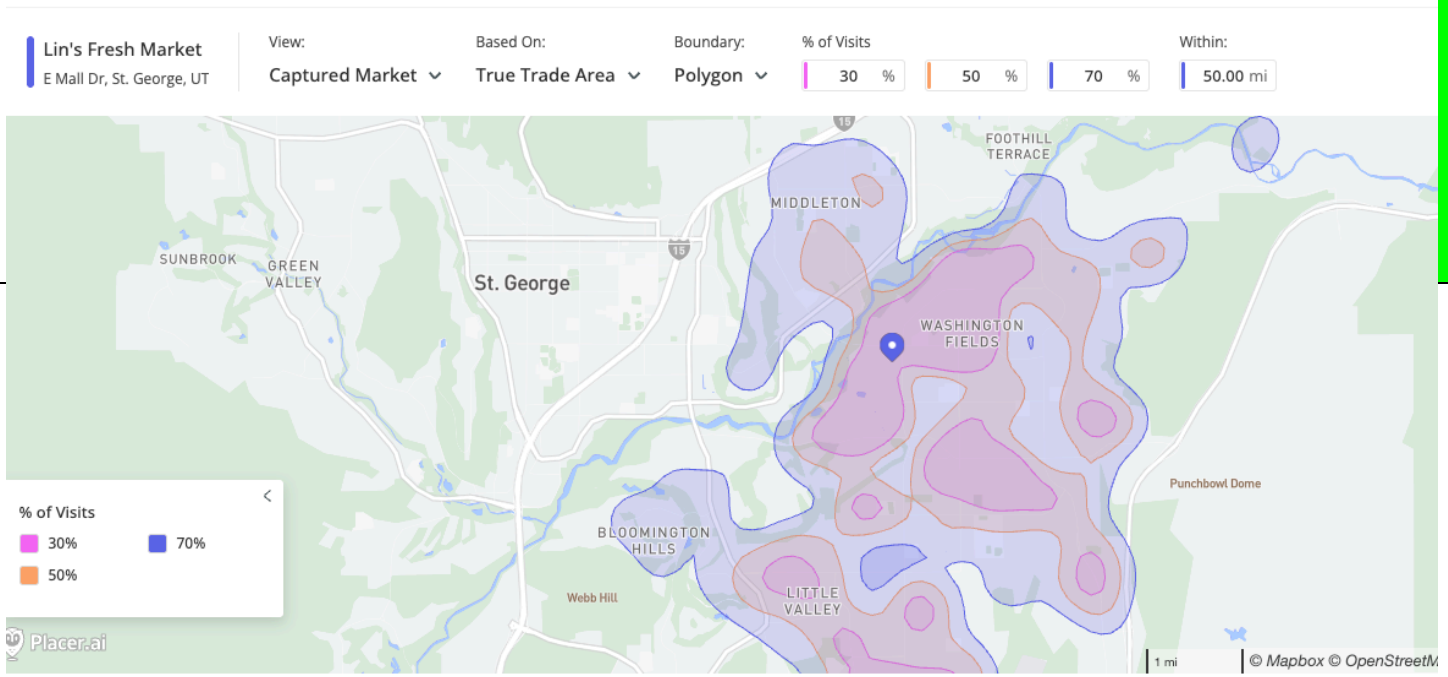 Lin's Fresh Market
E Mall Dr, St. George, UT
View:
Captured Market
Based On:
True Trade Area
Boundary:
Polygon
% of Visits
30 %
50 %
70 %
Within:
50.00 mi
15
FOOTHILL
TERRACE
MIDDLETON
SUNBROOK
GREEN
VALLEY
15
St. George
WASHINGTON
FIELDS
Punchbowl Dome
BLOOMINGTON
HILLS
Webb Hill
LITTLE
VALLEY
% of Visits
30%
70%
50%
Placer.ai
1 mi
© Mapbox © OpenStreetM